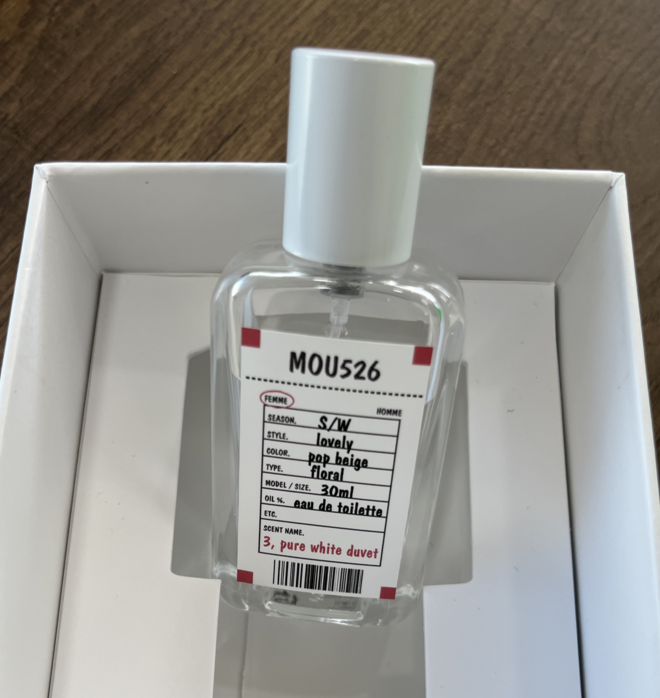 MOU526
FEMME HOMME
SEASON. S/W
STYLE. lovely
COLOR. pop beige
TYPE. floral
MODEL / SIZE. 30ml
OIL %. eau de toilette
ETC.
SCENT NAME.
3, pure white duvet